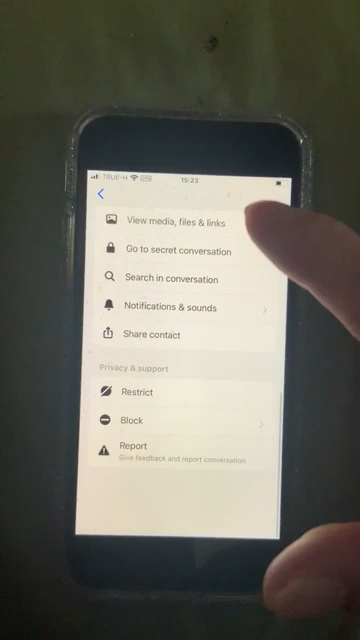 TRUE-H
15:23
View media, files & links
Go to secret conversation
Search in conversation
Notifications & sounds
Share contact
Privacy & support
Restrict
Block
Report
Give feedback and report conversation